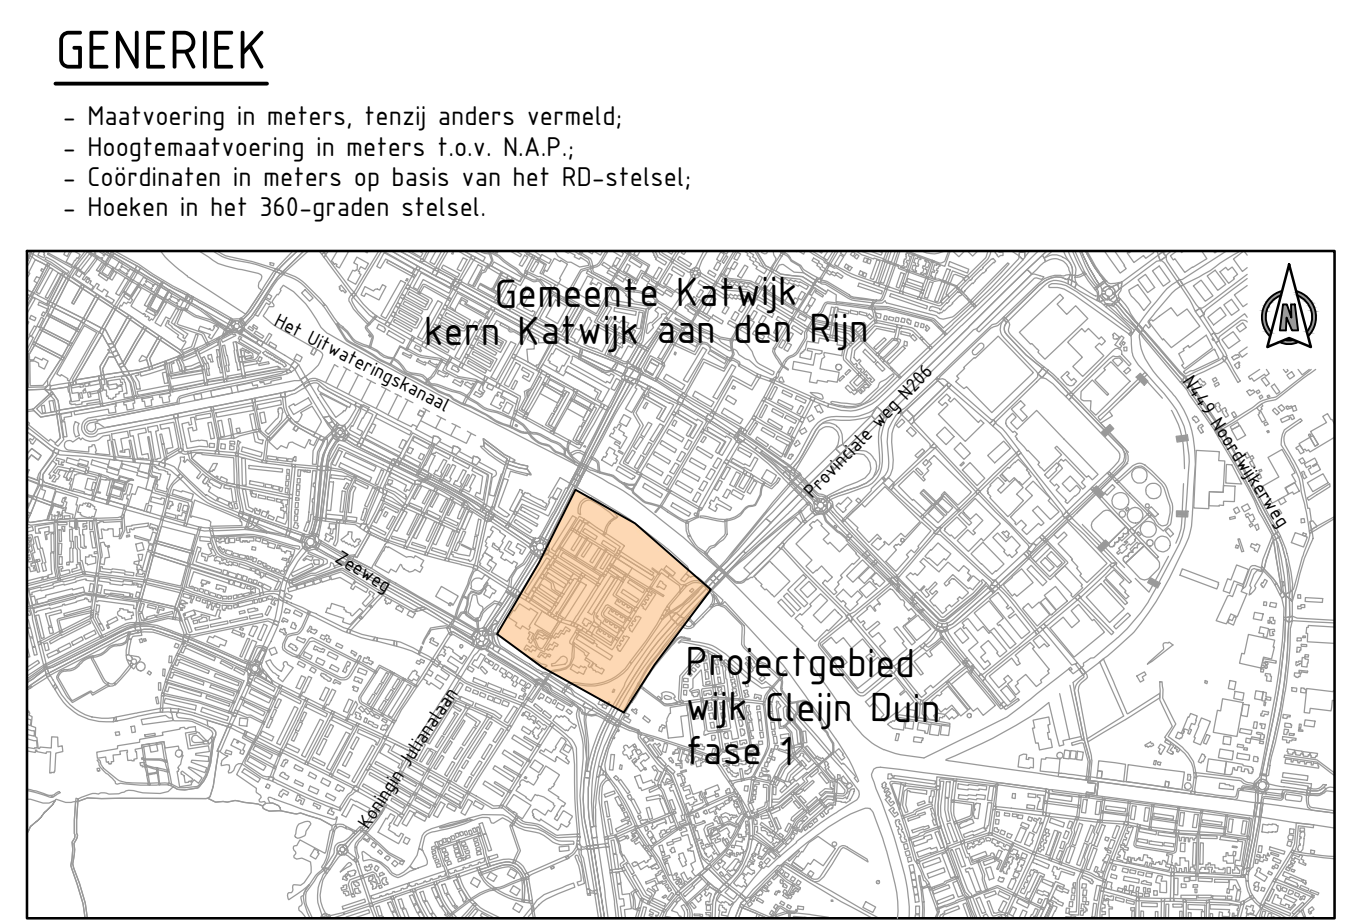 GENERIEK
- Maatvoering in meters, tenzij anders vermeld;
- Hoogtemaatvoering in meters t.o.v. N.A.P.;
- Coördinaten in meters op basis van het RD-stelsel;
- Hoeken in het 360-graden stelsel.
Gemeente Katwijk
kern Katwijk aan den Rijn
N
Het Uitwateringskanaal
Provinciale weg N206
N449 Noordwijkerweg
Zeeweg
Koningin Julianalaan
Projectgebied
wijk Cleijn Duin
fase 1